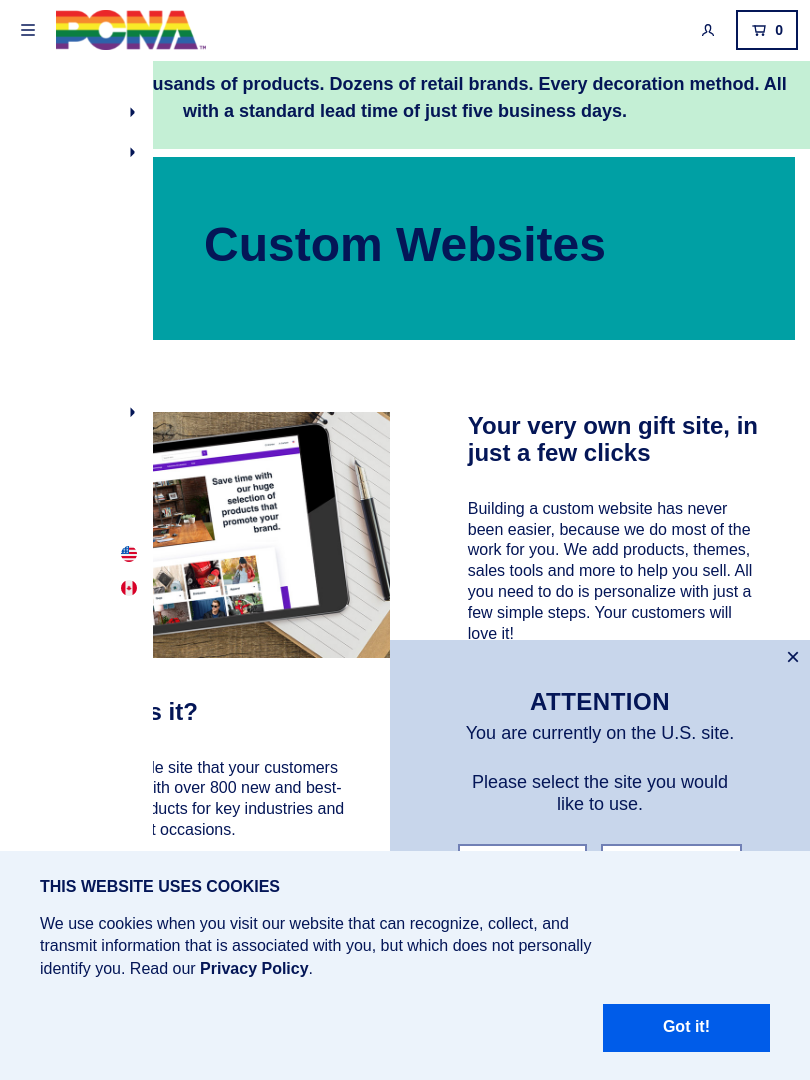 PCNA
0
usands of products. Dozens of retail brands. Every decoration method. All
with a standard lead time of just five business days.
Custom Websites
Save time with
our huge
selection of
products that
promote your
brand.
Your very own gift site, in
just a few clicks
Building a custom website has never
been easier, because we do most of the
work for you. We add products, themes,
sales tools and more to help you sell. All
you need to do is personalize with just a
few simple steps. Your customers will
love it!
s it?
le site that your customers
ith over 800 new and best-
ducts for key industries and
t occasions.
ATTENTION
You are currently on the U.S. site.
Please select the site you would
like to use.
THIS WEBSITE USES COOKIES
We use cookies when you visit our website that can recognize, collect, and
transmit information that is associated with you, but which does not personally
identify you. Read our Privacy Policy.
Got it!